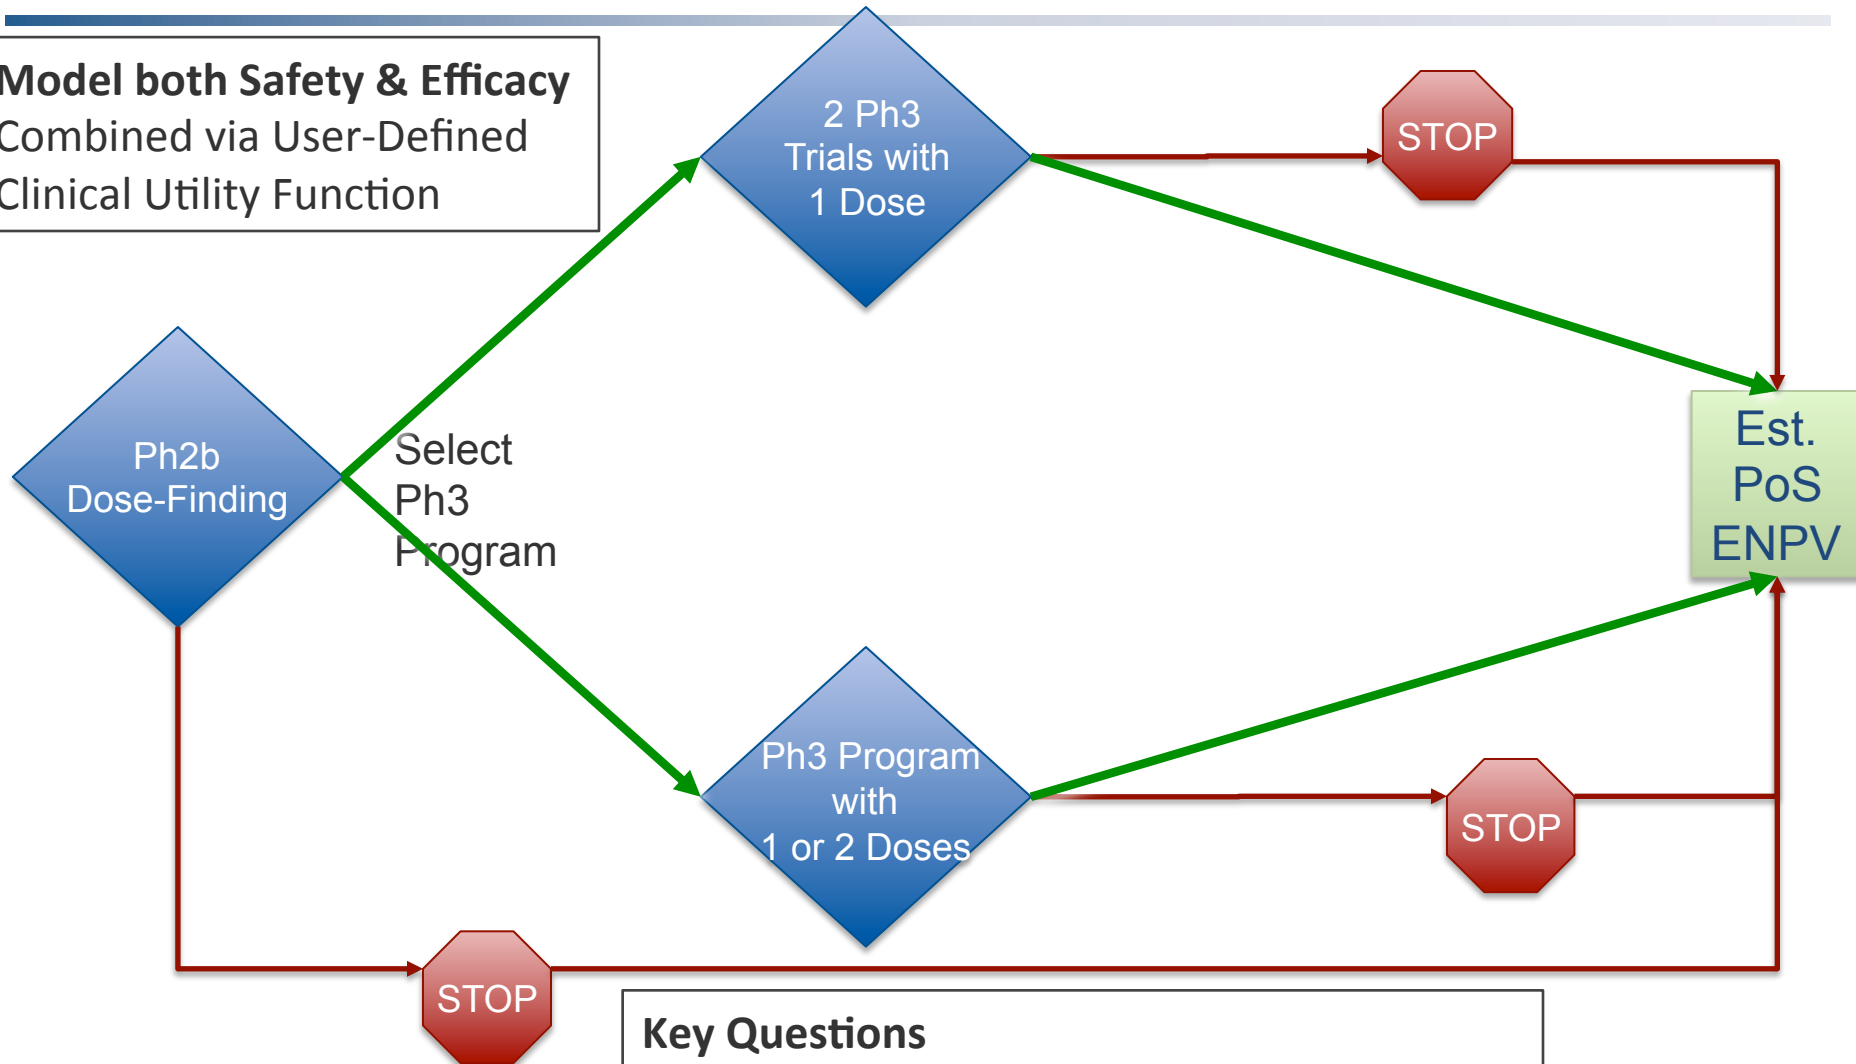 Model both Safety & Efficacy
Combined via User-Defined
Clinical Utility Function
2 Ph3
Trials with
1 Dose
STOP
Ph2b
Dose-Finding
Select
Ph3
Program
Est.
PoS
ENPV
Ph3 Program
with
1 or 2 Doses
STOP
STOP
Key Questions